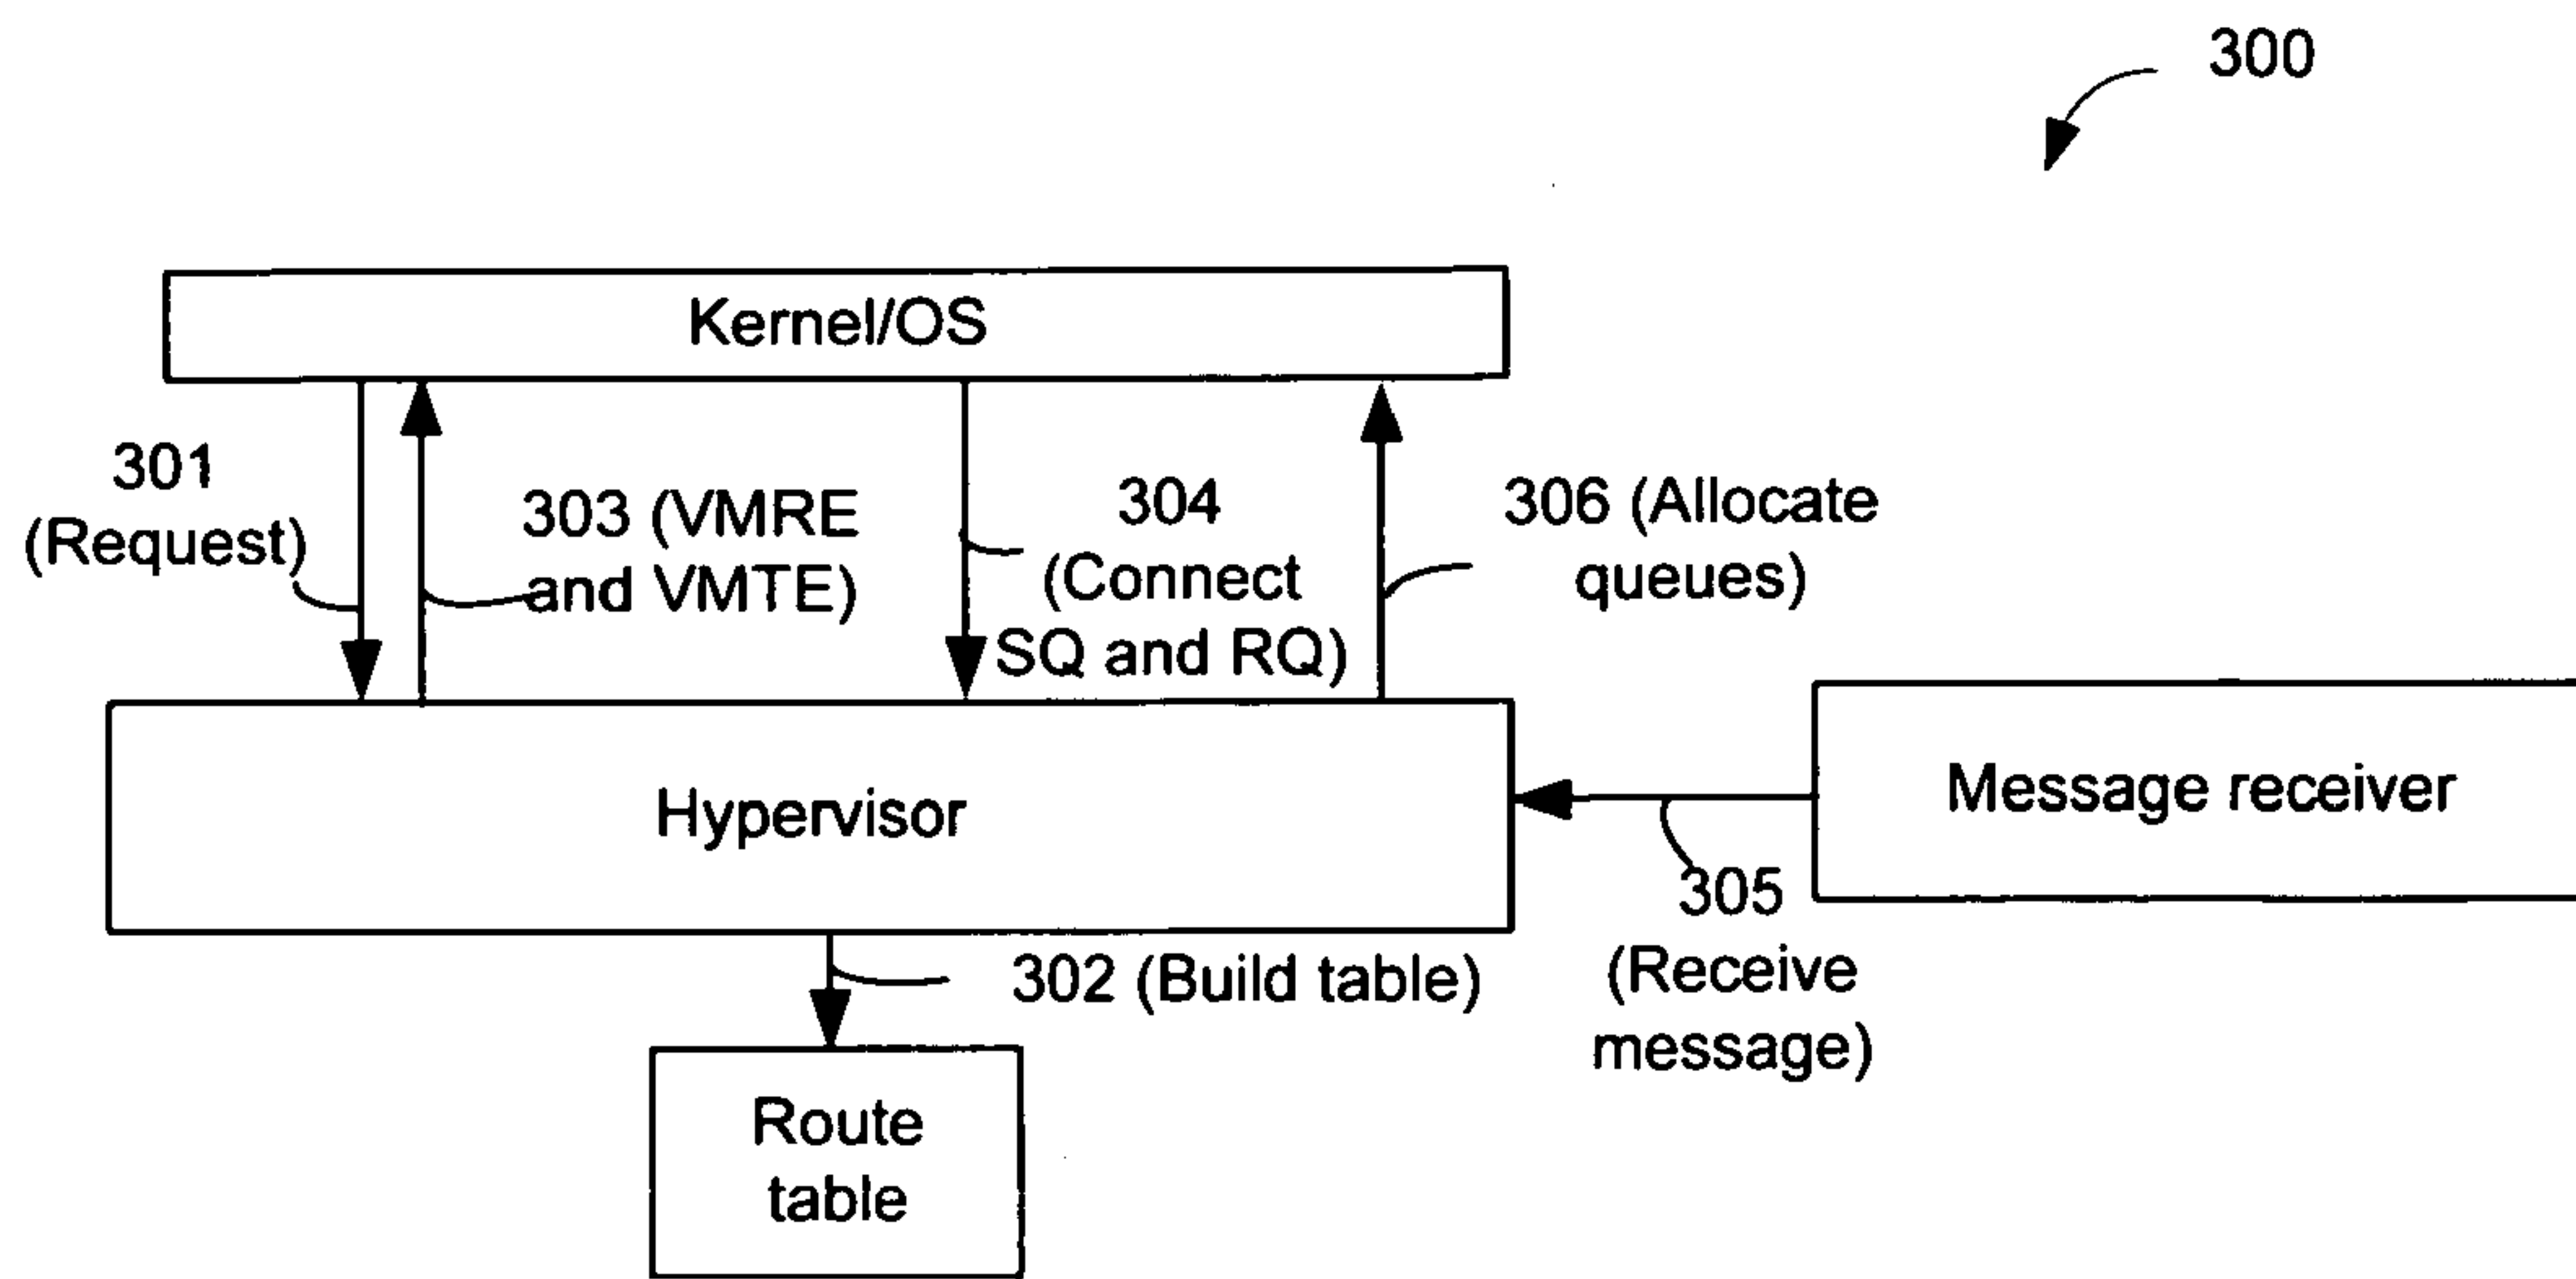 300
Kernel/OS
301
(Request)
303 (VMRE
and VMTE)
304
(Connect
SQ and RQ)
306 (Allocate
queues)
Hypervisor
Message receiver
305
(Receive
message)
302 (Build table)
Route
table